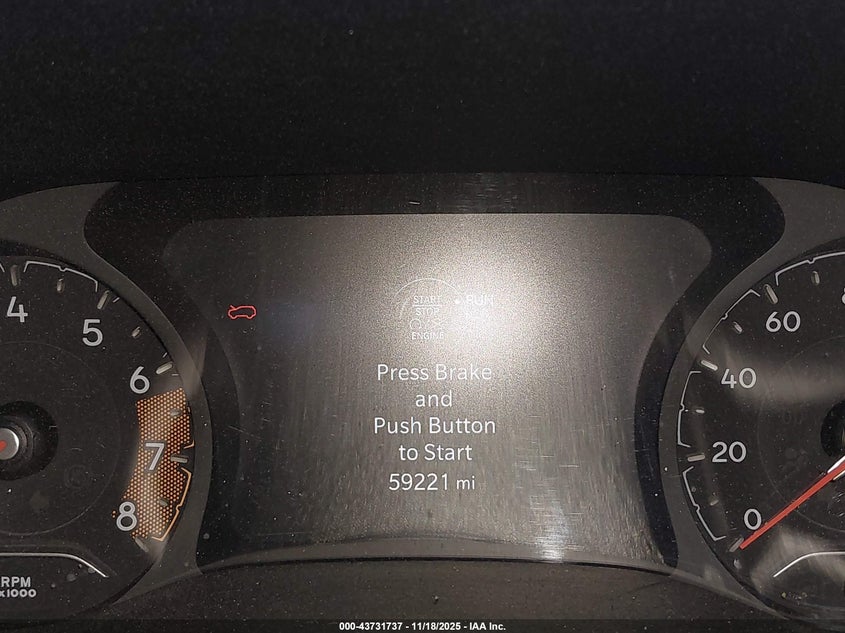 START
STOP
ENGINE
RUN
Press Brake
and
Push Button
to Start
59221 mi
4
5
6
7
8
RPM
x1000
60
40
20
0
000-43731737 - 11/18/2025 - IAA Inc.